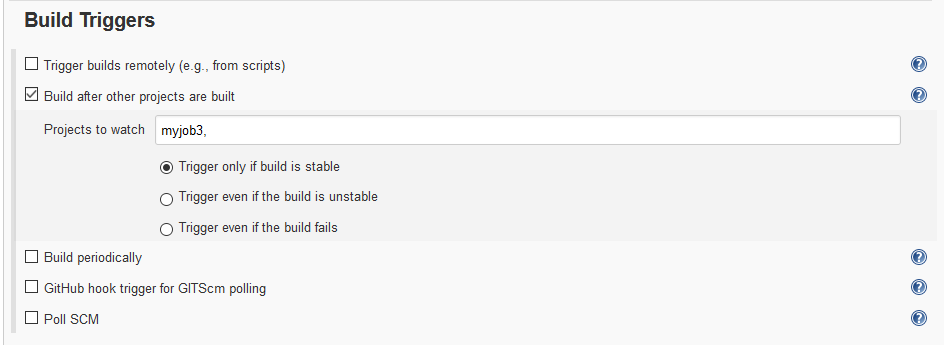 Build Triggers
Trigger builds remotely (e.g., from scripts)
Build after other projects are built
Projects to watch myjob3,
Trigger only if build is stable
Trigger even if the build is unstable
Trigger even if the build fails
Build periodically
GitHub hook trigger for GITScm polling
Poll SCM